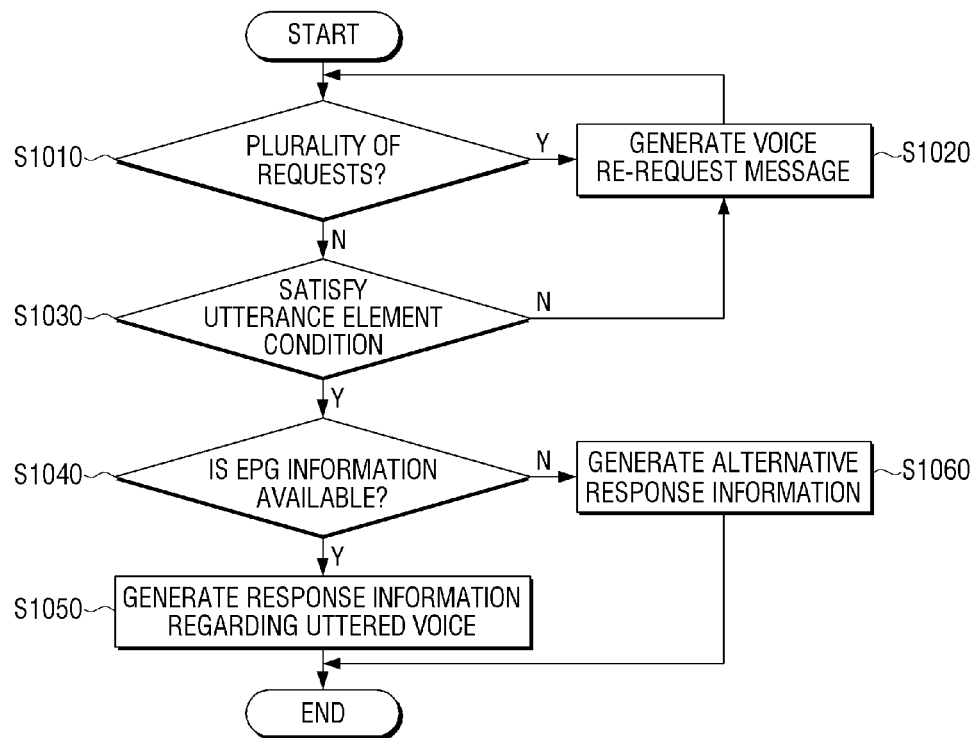 START
S1010
PLURALITY OF
REQUESTS?
Y
GENERATE VOICE
RE-REQUEST MESSAGE
S1020
N
S1030
SATISFY
UTTERANCE ELEMENT
CONDITION
N
Y
S1040
IS EPG INFORMATION
AVAILABLE?
N
GENERATE ALTERNATIVE
RESPONSE INFORMATION
S1060
Y
S1050
GENERATE RESPONSE INFORMATION
REGARDING UTTERED VOICE
END